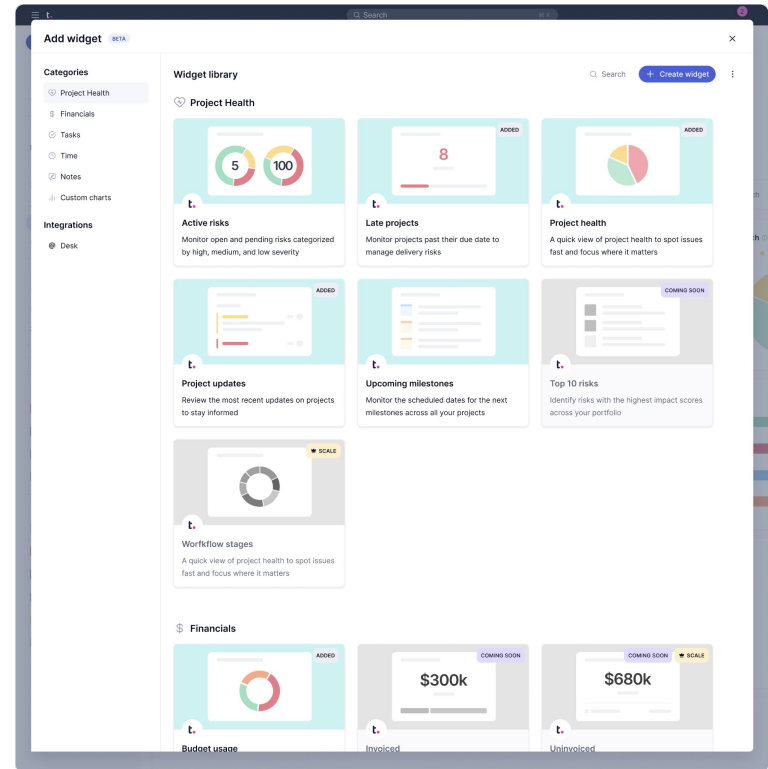 t.
Search
⌘ K
Add widget BETA
Categories
Project Health
Financials
Tasks
Time
Notes
Custom charts
Integrations
Desk
Widget library
Search
+ Create widget
Project Health
5 100
t.
Active risks
Monitor open and pending risks categorized
by high, medium, and low severity
ADDED
8
t.
Late projects
Monitor projects past their due date to
manage delivery risks
ADDED
t.
Project health
A quick view of project health to spot issues
fast and focus where it matters
ADDED
t.
Project updates
Review the most recent updates on projects
to stay informed
t.
Upcoming milestones
Monitor the scheduled dates for the next
milestones across all your projects
COMING SOON
t.
Top 10 risks
Identify risks with the highest impact scores
across your portfolio
SCALE
t.
Worfkflow stages
A quick view of project health to spot issues
fast and focus where it matters
$ Financials
ADDED
t.
Budget usage
COMING SOON
$300k
t.
Invoiced
COMING SOON
SCALE
$680k
t.
Uninvoiced